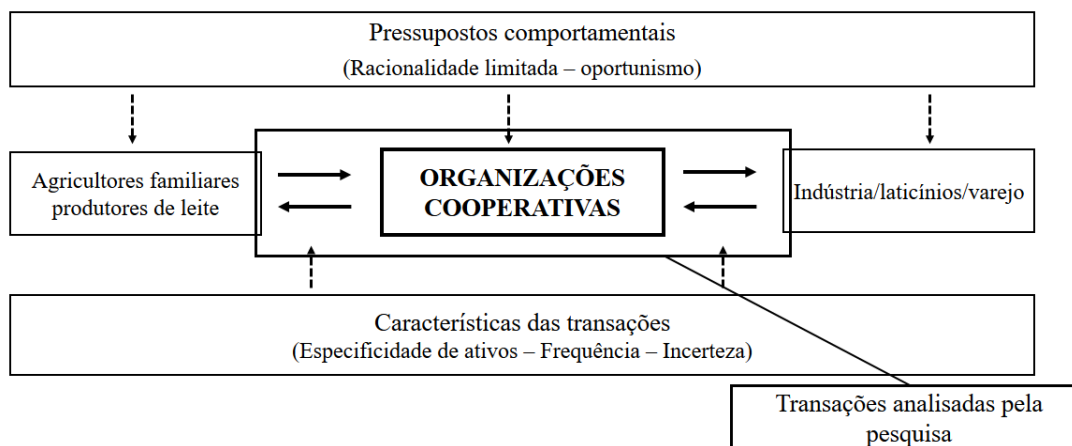 Pressupostos comportamentais
(Racionalidade limitada – oportunismo)
Agricultores familiares
produtores de leite
ORGANIZAÇÕES
COOPERATIVAS
Indústria/laticínios/varejo
Características das transações
(Especificidade de ativos – Frequência – Incerteza)
Transações analisadas pela
pesquisa